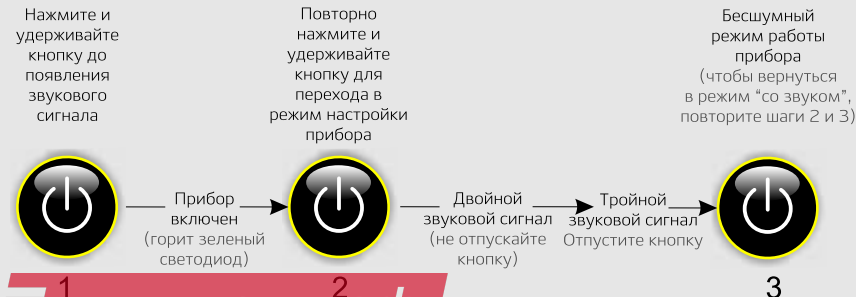 Нажмите и
удерживайте
кнопку до
появления
звукового
сигнала
Прибор
включен
(горит зеленый
светодиод)
Повторно
нажмите и
удерживайте
кнопку для
перехода в
режим настройки
прибора
Двойной
звуковой сигнал
(не отпускайте
кнопку)
Тройной
звуковой сигнал
Отпустите кнопку
Бесшумный
режим работы
прибора
(чтобы вернуться
в режим “со звуком”,
повторите шаги 2 и 3)
1
2
3